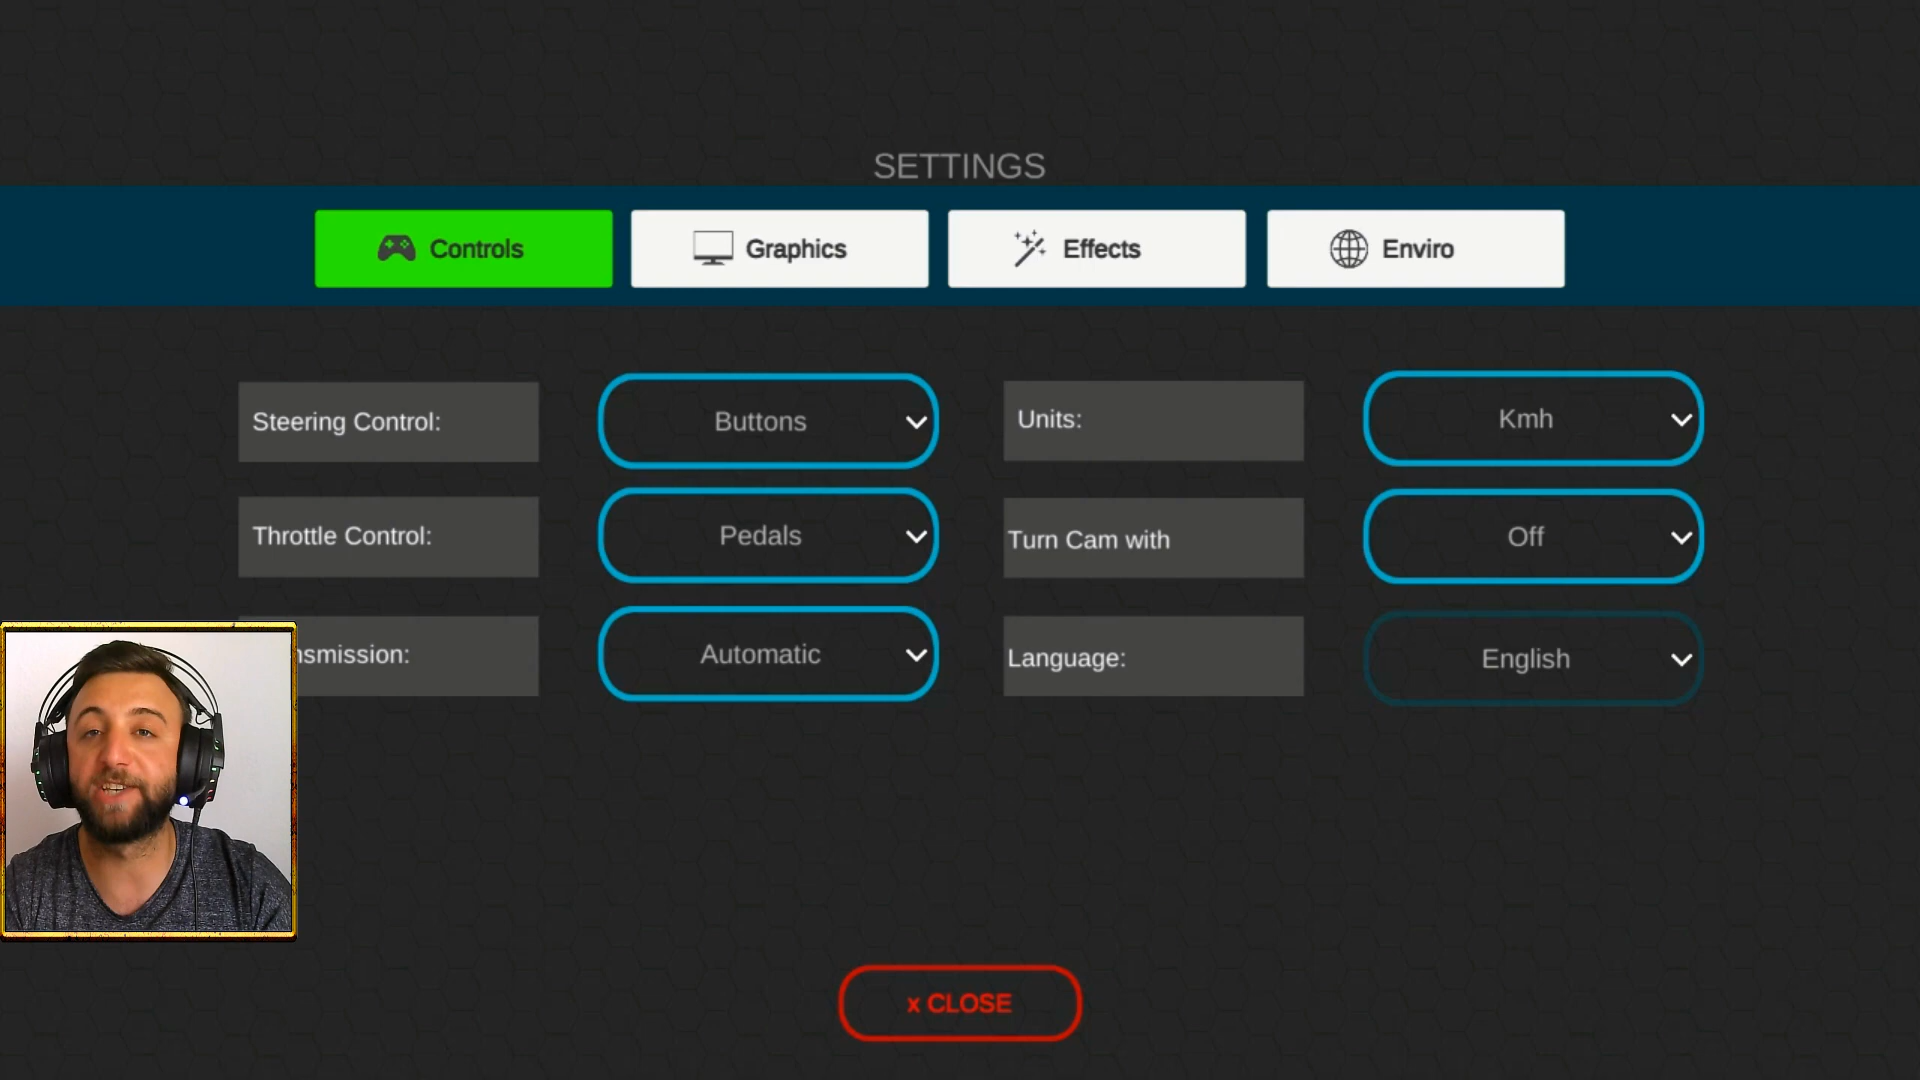 SETTINGS
Controls
Graphics
Effects
Enviro
Steering Control:
Buttons
Units:
Kmh
Throttle Control:
Pedals
Turn Cam with
Off
nsmission:
Automatic
Language:
English
x CLOSE